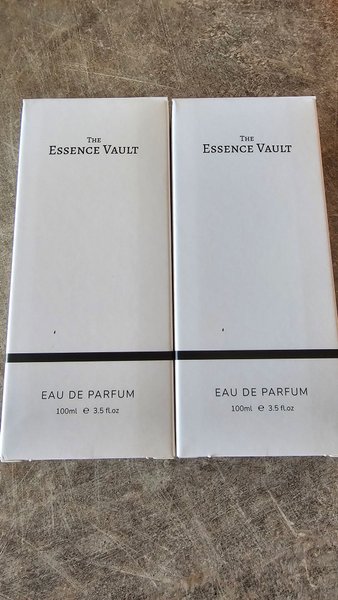 The
Essence Vault
EAU DE PARFUM
100ml ℮ 3.5 fl.oz
The
Essence Vault
EAU DE PARFUM
100ml ℮ 3.5 fl.oz